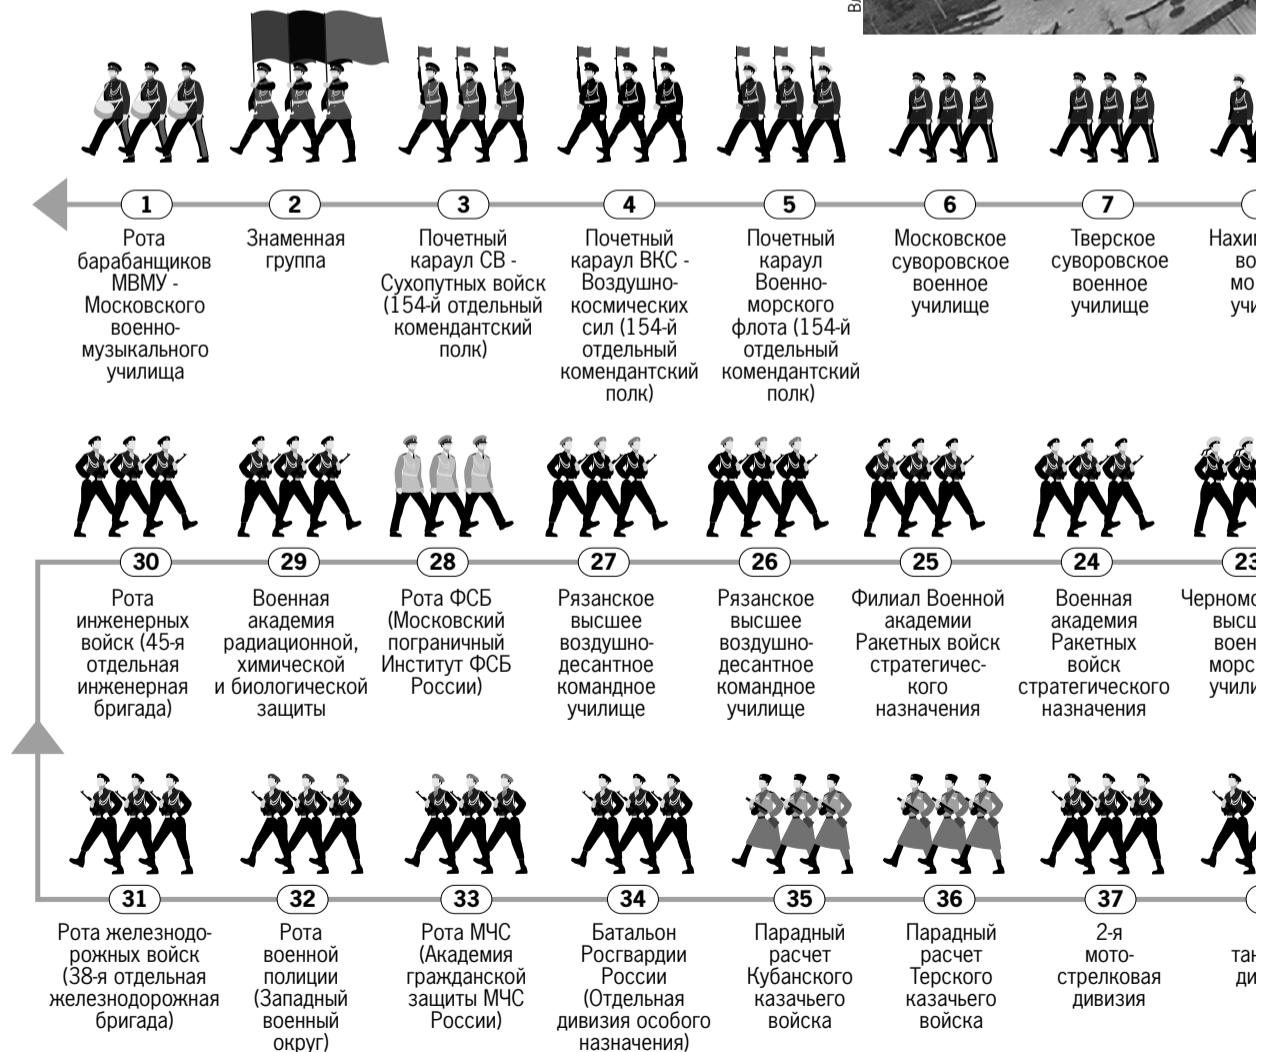 1
Рота
барабанщиков
МВМУ -
Московского
военно-
музыкального
училища
2
Знаменная
группа
3
Почетный
караул СВ -
Сухопутных войск
(154-й отдельный
комендантский
полк)
4
Почетный
караул ВКС -
Воздушно-
космических
сил (154-й
отдельный
комендантский
полк)
5
Почетный
караул
Военно-
морского
флота (154-й
отдельный
комендантский
полк)
6
Московское
суворовское
военное
училище
7
Тверское
суворовское
военное
училище
30
Рота
инженерных
войск (45-я
отдельная
инженерная
бригада)
29
Военная
академия
радиационной,
химической
и биологической
защиты
28
Рота ФСБ
(Московский
пограничный
Институт ФСБ
России)
27
Рязанское
высшее
воздушно-
десантное
командное
училище
26
Рязанское
высшее
воздушно-
десантное
командное
училище
25
Филиал Военной
академии
Ракетных войск
стратегичес-
кого
назначения
24
Военная
академия
Ракетных
войск
стратегического
назначения
23
31
Рота железнодо-
рожных войск
(38-я отдельная
железнодорожная
бригада)
32
Рота
военной
полиции
(Западный
военный
округ)
33
Рота МЧС
(Академия
гражданской
защиты МЧС
России)
34
Батальон
Росгвардии
России
(Отдельная
дивизия особого
назначения)
35
Парадный
расчет
Кубанского
казачьего
войска
36
Парадный
расчет
Терского
казачьего
войска
37
2-я
мото-
стрелковая
дивизия